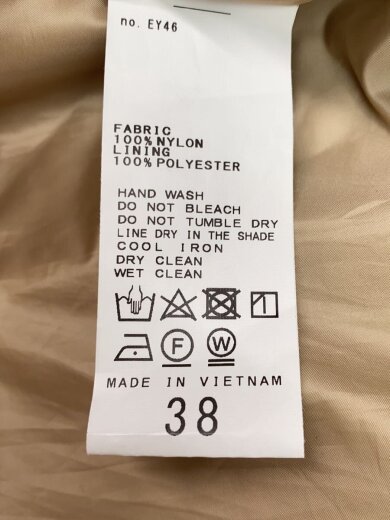 no. EY46
FABRIC
100% NYLON
LINING
100% POLYESTER
HAND WASH
DO NOT BLEACH
DO NOT TUMBLE DRY
LINE DRY IN THE SHADE
COOL IRON
DRY CLEAN
WET CLEAN
F W
MADE IN VIETNAM
38